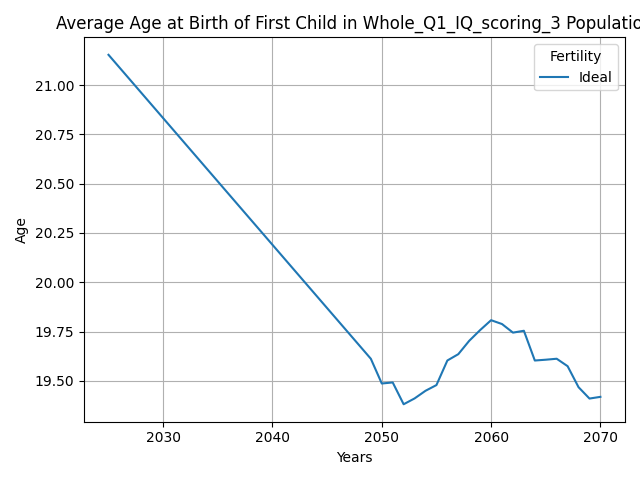 Average Age at Birth of First Child in Whole_Q1_IQ_scoring_3 Populatio
Fertility
Ideal
21.00
20.75
20.50
20.25
20.00
19.75
19.50
Age
2030 2040 2050 2060 2070
Years